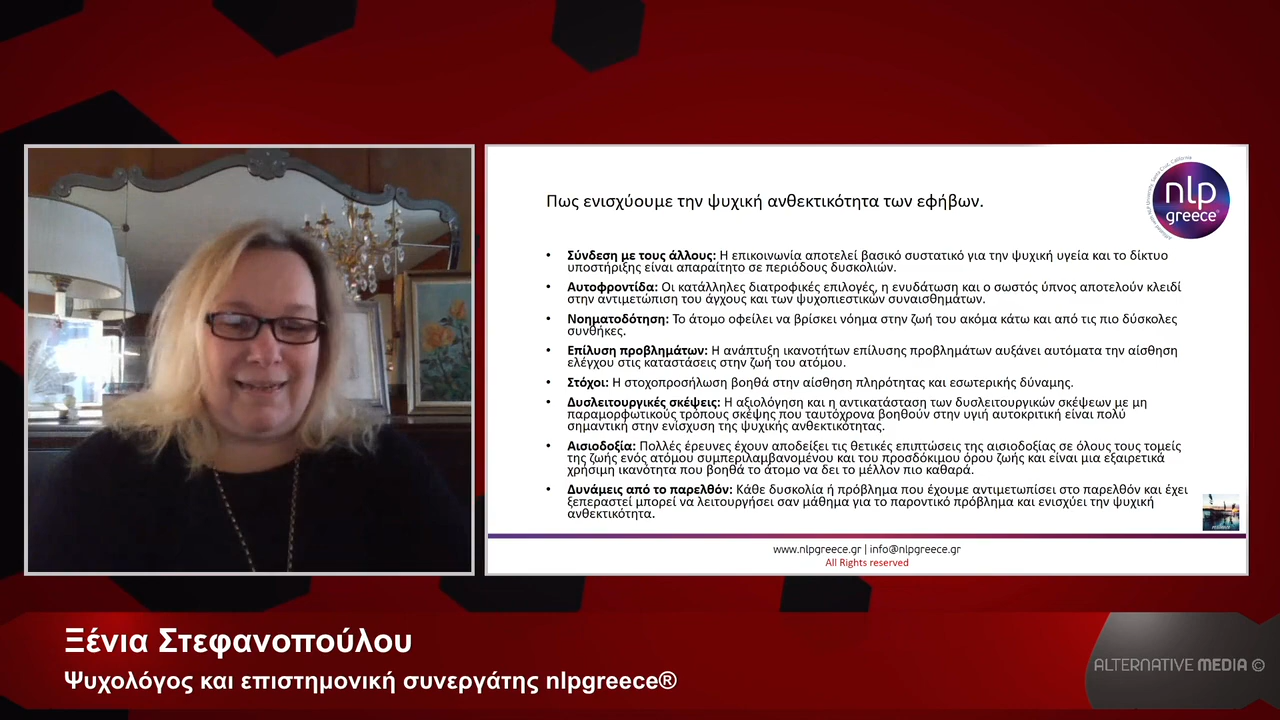 Πως ενισχύουμε την ψυχική ανθεκτικότητα των εφήβων.
nlp
greece®
• Σύνδεση με τους άλλους: Η επικοινωνία αποτελεί βασικό συστατικό για την ψυχική υγεία και το δίκτυο
υποστήριξης είναι απαραίτητο σε περιόδους δυσκολιών.
• Αυτοφροντίδα: Οι κατάλληλες διατροφικές επιλογές, η ενυδάτωση και ο σωστός ύπνος αποτελούν κλειδί
στην αντιμετώπιση του άγχους και των ψυχοπιεστικών συναισθημάτων.
• Νοηματοδότηση: Το άτομο οφείλει να βρίσκει νόημα στην ζωή του ακόμα κάτω και από τις πιο δύσκολες
συνθήκες.
• Επίλυση προβλημάτων: Η ανάπτυξη ικανοτήτων επίλυσης προβλημάτων αυξάνει αυτόματα την αίσθηση
ελέγχου στις καταστάσεις στην ζωή του ατόμου.
• Στόχοι: Η στοχοπροσήλωση βοηθά στην αίσθηση πληρότητας και εσωτερικής δύναμης.
• Δυσλειτουργικές σκέψεις: Η αξιολόγηση και η αντικατάσταση των δυσλειτουργικών σκέψεων με μη
παραμορφωτικούς τρόπους σκέψης που ταυτόχρονα βοηθούν στην υγιή αυτοκριτική είναι πολύ
σημαντική στην ενίσχυση της ψυχικής ανθεκτικότητας.
• Αισιοδοξία: Πολλές έρευνες έχουν αποδείξει τις θετικές επιπτώσεις της αισιοδοξίας σε όλους τους τομείς
της ζωής ενός ατόμου συμπεριλαμβανομένου και του προσδόκιμου όρου ζωής και είναι μια εξαιρετικά
χρήσιμη ικανότητα που βοηθά το άτομο να δει το μέλλον πιο καθαρά.
• Δυνάμεις από το παρελθόν: Κάθε δυσκολία ή πρόβλημα που έχουμε αντιμετωπίσει στο παρελθόν και έχει
ξεπεραστεί μπορεί να λειτουργήσει σαν μάθημα για το παροντικό πρόβλημα και ενισχύει την ψυχική
ανθεκτικότητα.
www.nlpgreece.gr | info@nlpgreece.gr
All Rights reserved
Ξένια Στεφανοπούλου
Ψυχολόγος και επιστημονική συνεργάτης nlpgreece®
ALTERNATIVE MEDIA ©